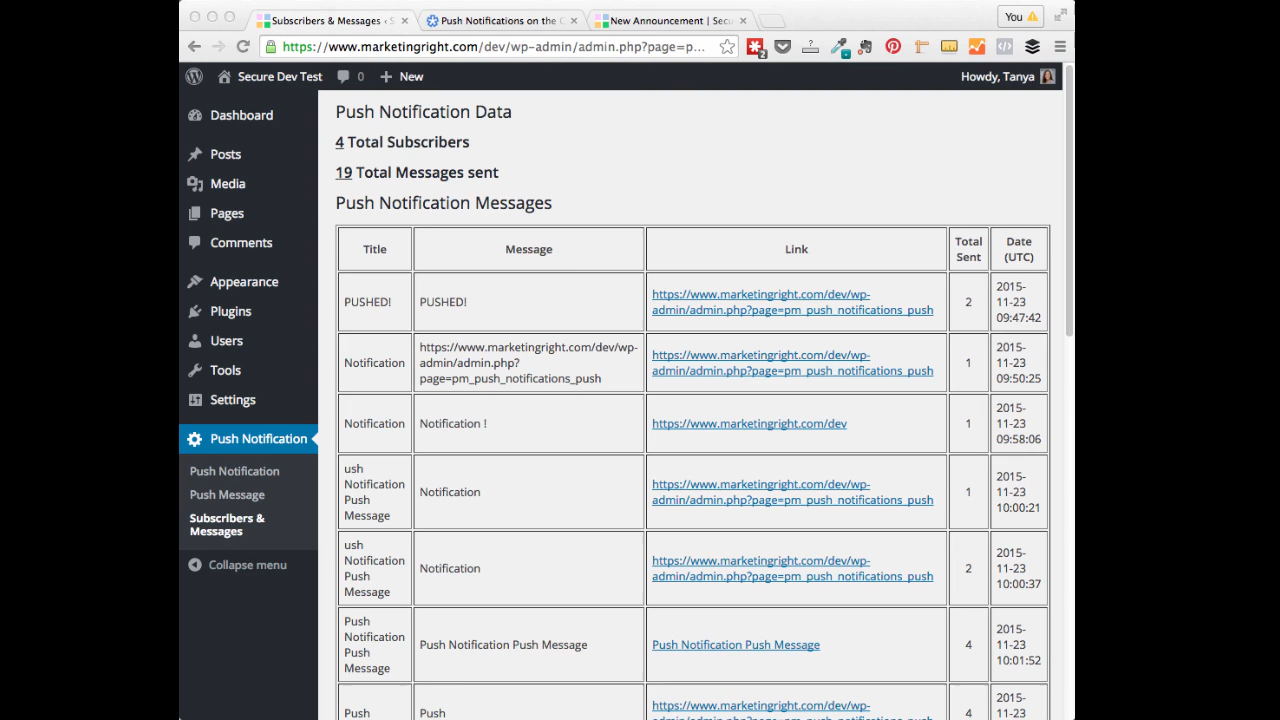 Subscribers & Messages ‹ S
Push Notifications on the C
New Announcement | Secu
You
https://www.marketingright.com/dev/wp-admin/admin.php?page=p...
2
Secure Dev Test
0
New
Howdy, Tanya
Dashboard
Posts
Media
Pages
Comments
Appearance
Plugins
Users
Tools
Settings
Push Notification
Push Notification
Push Message
Subscribers &
Messages
Collapse menu
Push Notification Data
4 Total Subscribers
19 Total Messages sent
Push Notification Messages
Title
Message
Link
Total
Sent
Date
(UTC)
PUSHED!
PUSHED!
https://www.marketingright.com/dev/wp-
admin/admin.php?page=pm_push_notifications_push
2
2015-
11-23
09:47:42
Notification
https://www.marketingright.com/dev/wp-
admin/admin.php?
page=pm_push_notifications_push
https://www.marketingright.com/dev/wp-
admin/admin.php?page=pm_push_notifications_push
1
2015-
11-23
09:50:25
Notification
Notification !
https://www.marketingright.com/dev
1
2015-
11-23
09:58:06
ush
Notification
Push
Message
Notification
https://www.marketingright.com/dev/wp-
admin/admin.php?page=pm_push_notifications_push
1
2015-
11-23
10:00:21
ush
Notification
Push
Message
Notification
https://www.marketingright.com/dev/wp-
admin/admin.php?page=pm_push_notifications_push
2
2015-
11-23
10:00:37
Push
Notification
Push
Message
Push Notification Push Message
Push Notification Push Message
4
2015-
11-23
10:01:52
Push
Push
https://www.marketingright.com/dev/wp-
4
2015-
11-23